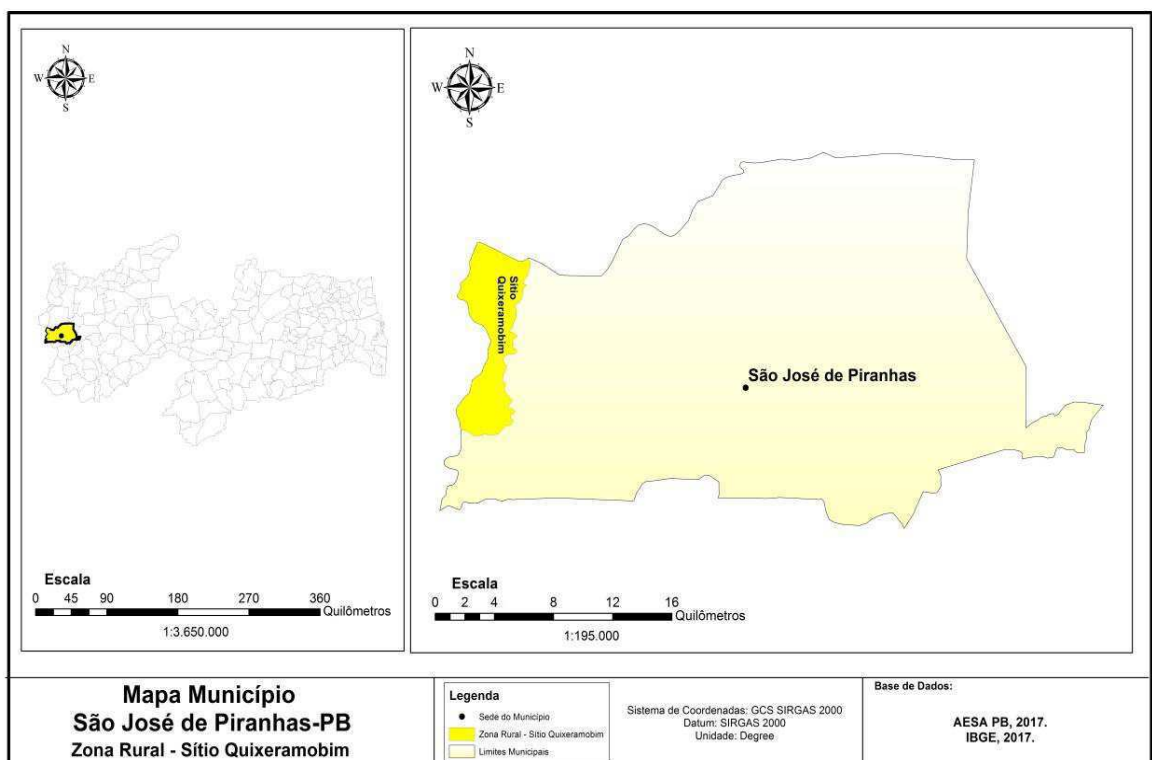 N
W E
S
Escala
0 45 90 180 270 360
Quilômetros
1:3.650.000
N
W E
S
Sítio
Quixeramobim
São José de Piranhas
Escala
0 2 4 8 12 16
Quilômetros
1:195.000
Mapa Município
São José de Piranhas-PB
Zona Rural - Sítio Quixeramobim
Legenda
Sede do Município
Zona Rural - Sítio Quixeramobim
Limites Municipais
Sistema de Coordenadas: GCS SIRGAS 2000
Datum: SIRGAS 2000
Unidade: Degree
Base de Dados:
AESA PB, 2017.
IBGE, 2017.